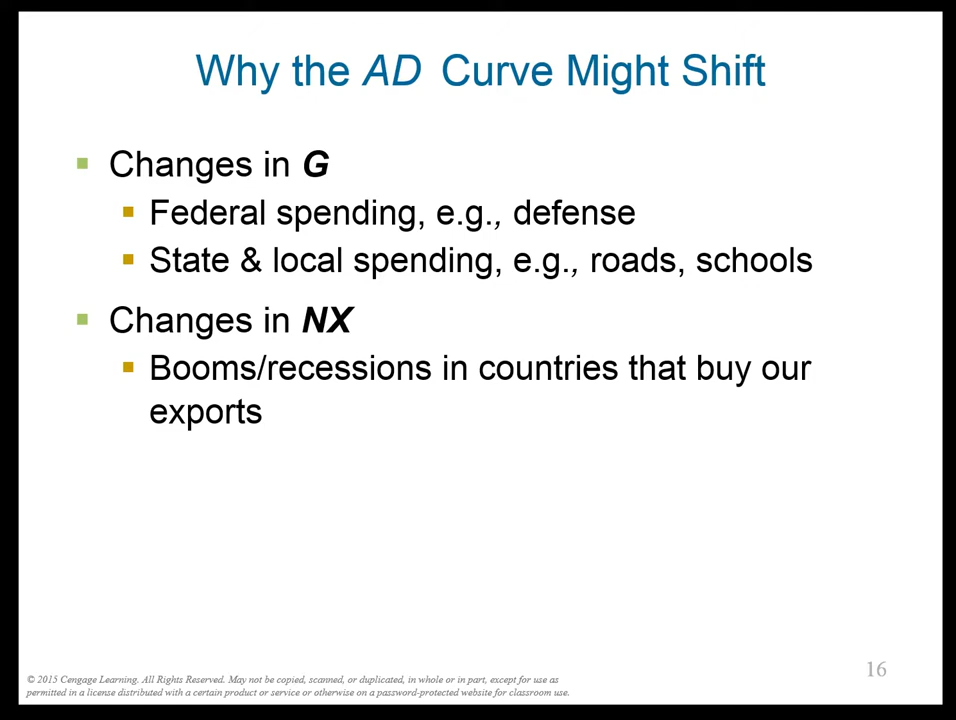 Why the AD Curve Might Shift
Changes in G
Federal spending, e.g., defense
State & local spending, e.g., roads, schools
Changes in NX
Booms/recessions in countries that buy our
exports
16
© 2015 Cengage Learning. All Rights Reserved. May not be copied, scanned, or duplicated, in whole or in part, except for use as
permitted in a license distributed with a certain product or service or otherwise on a password-protected website for classroom use.